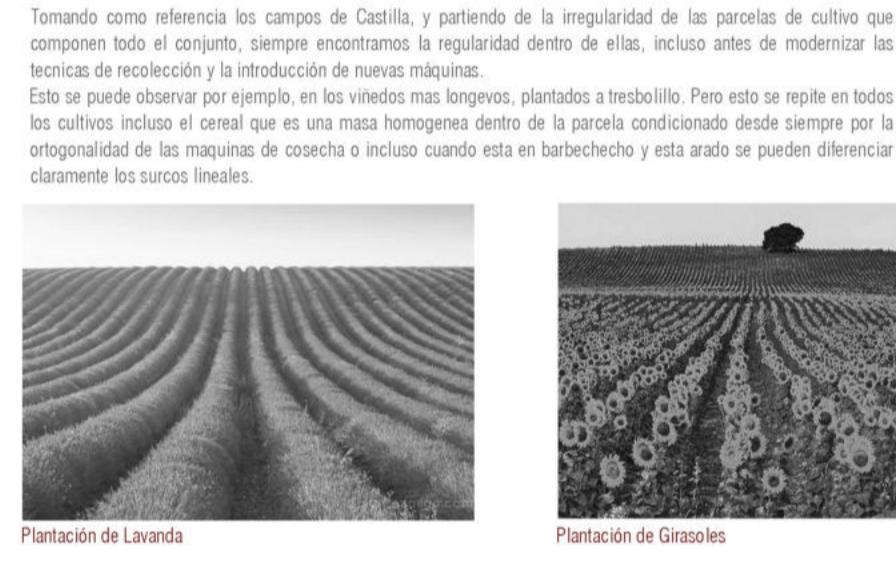 Tomando como referencia los campos de Castilla, y partiendo de la irregularidad de las parcelas de cultivo que
componen todo el conjunto, siempre encontramos la regularidad dentro de ellas, incluso antes de modernizar las
tecnicas de recolección y la introducción de nuevas máquinas.
Esto se puede observar por ejemplo, en los viñedos mas longevos, plantados a tresbolillo. Pero esto se repite en todos
los cultivos incluso el cereal que es una masa homogenea dentro de la parcela condicionado desde siempre por la
ortogonalidad de las maquinas de cosecha o incluso cuando esta en barbechecho y esta arado se pueden diferenciar
claramente los surcos lineales.
Plantación de Lavanda
Plantación de Girasoles